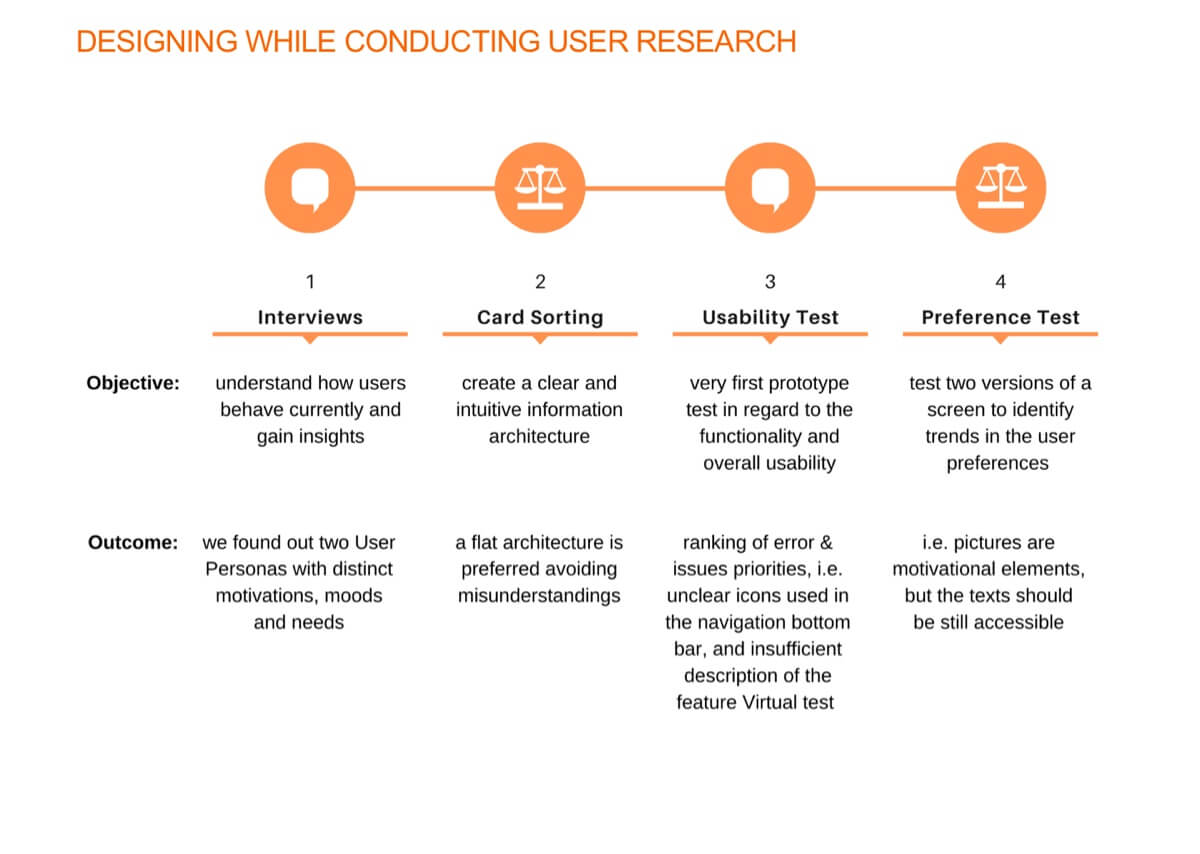 DESIGNING WHILE CONDUCTING USER RESEARCH
1
Interviews
2
Card Sorting
3
Usability Test
4
Preference Test
Objective:
understand how users
behave currently and
gain insights
create a clear and
intuitive information
architecture
very first prototype
test in regard to the
functionality and
overall usability
test two versions of a
screen to identify
trends in the user
preferences
Outcome:
we found out two User
Personas with distinct
motivations, moods
and needs
a flat architecture is
preferred avoiding
misunderstandings
ranking of error &
issues priorities, i.e.
unclear icons used in
the navigation bottom
bar, and insufficient
description of the
feature Virtual test
i.e. pictures are
motivational elements,
but the texts should
be still accessible